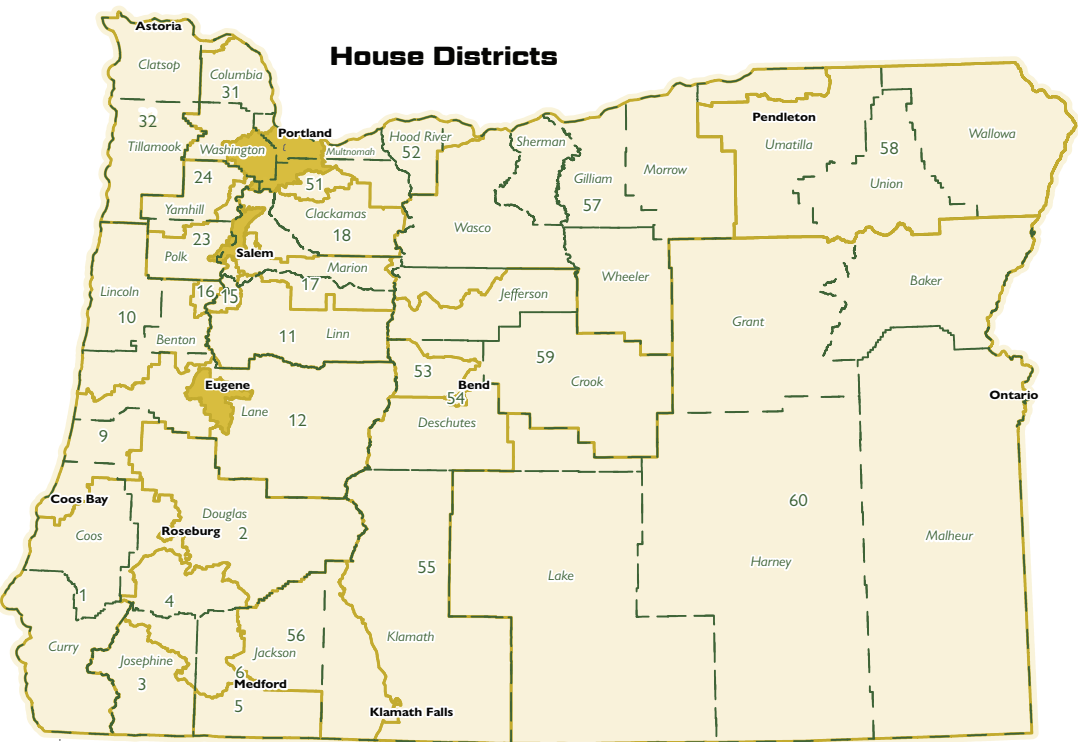 Astoria
House Districts
Clatsop
Columbia
31
32
Portland
Hood River
52
Sherman
Pendleton
Umatilla
Wallowa
Tillamook
Washington
Multnomah
58
24
51
Gilliam
57
Morrow
Union
Yamhill
Clackamas
18
Wasco
23
Polk
Salem
Marion
17
Wheeler
Baker
Lincoln
10
16
15
Jefferson
Grant
11
Linn
Benton
59
Crook
53
Bend
54
Eugene
Lane
12
Deschutes
Ontario
9
Coos Bay
Coos
Douglas
2
Roseburg
60
Malheur
55
Lake
Harney
1
4
Curry
Klamath
56
Jackson
Josephine
3
6
Medford
5
Klamath Falls